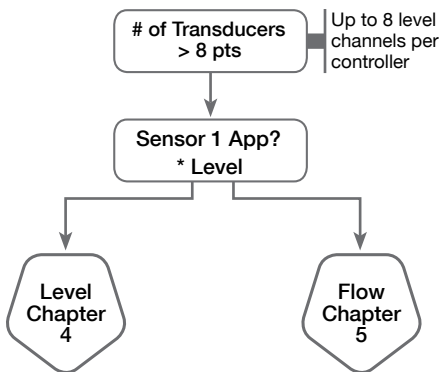 # of Transducers
> 8 pts
Up to 8 level
channels per
controller
Sensor 1 App?
* Level
Level
Chapter
4
Flow
Chapter
5